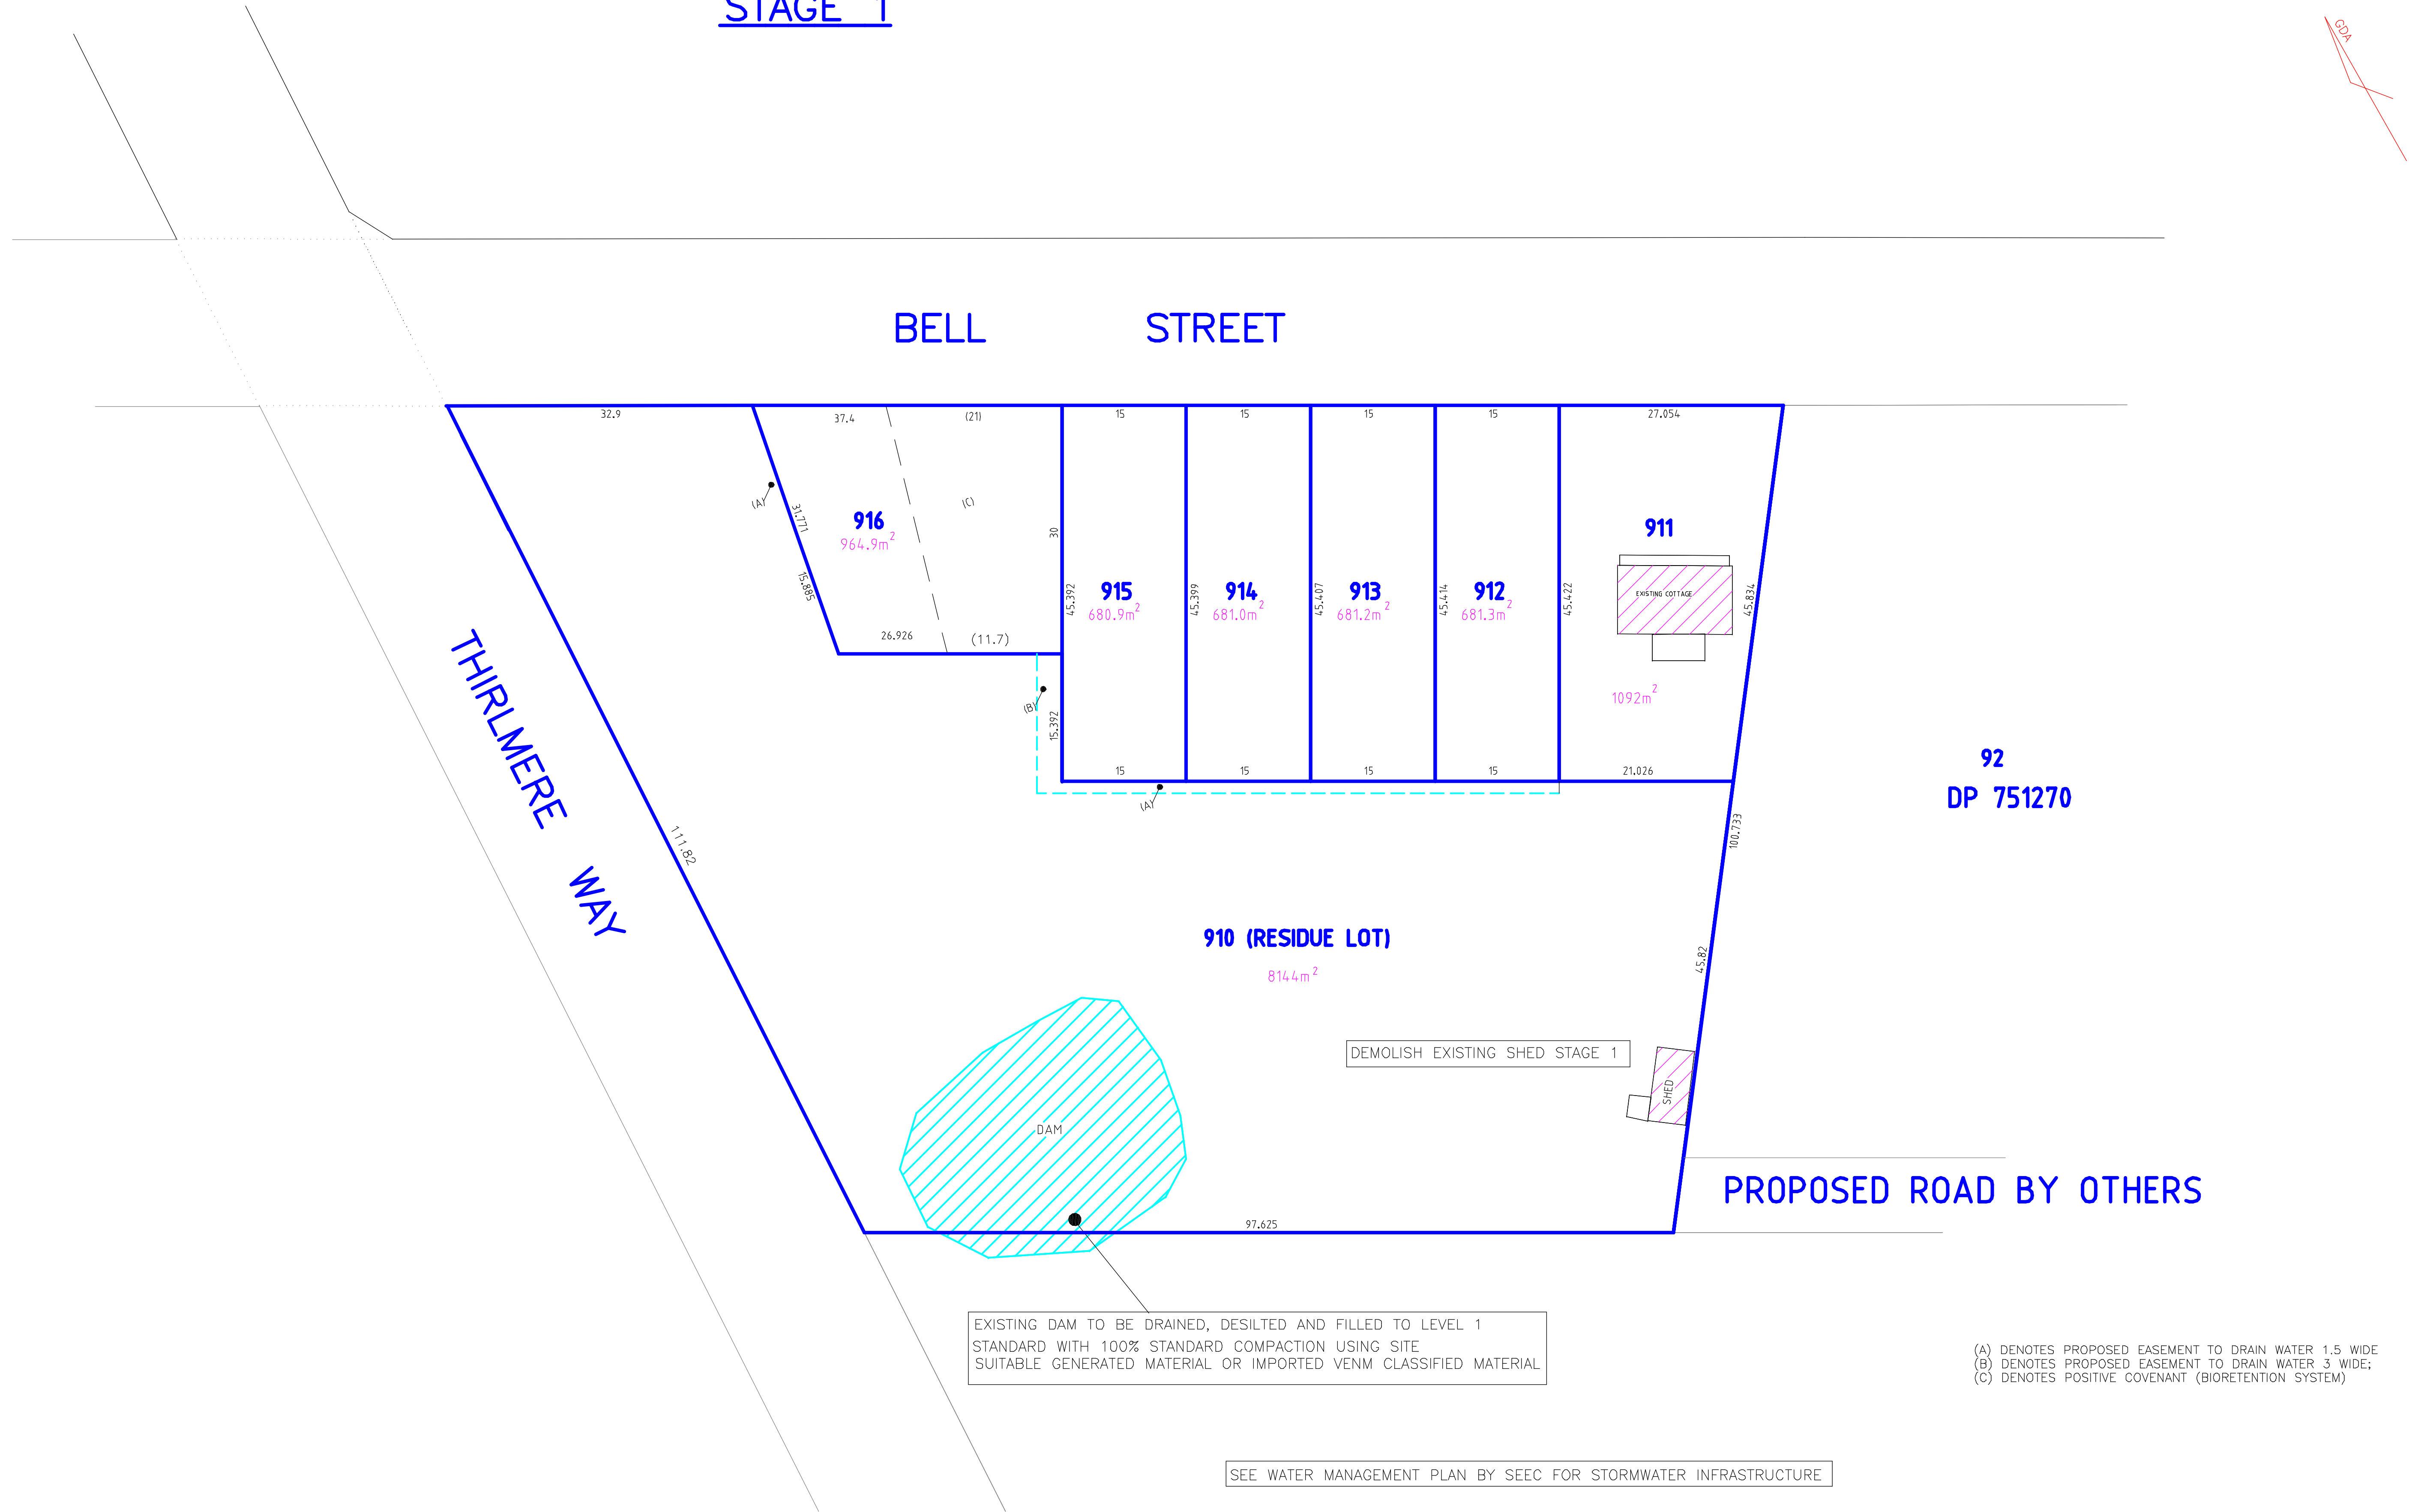 STAGE 1
GDA
BELL STREET
32.9
37.4
(21)
15
15
15
15
27.054
(A)
31.771
15.885
916
964.9m²
(C)
30
26.926
(11.7)
45.392
915
680.9m²
45.399
914
681.0m²
45.407
913
681.2m²
45.414
912
681.3m²
45.422
911
EXISTING COTTAGE
1092m²
45.834
(B)
15.392
15
15
15
15
21.026
(A)
THIRLMERE WAY
111.82
100.733
45.82
92
DP 751270
910 (RESIDUE LOT)
8144m²
DEMOLISH EXISTING SHED STAGE 1
SHED
DAM
PROPOSED ROAD BY OTHERS
97.625
EXISTING DAM TO BE DRAINED, DESILTED AND FILLED TO LEVEL 1
STANDARD WITH 100% STANDARD COMPACTION USING SITE
SUITABLE GENERATED MATERIAL OR IMPORTED VENM CLASSIFIED MATERIAL
(A) DENOTES PROPOSED EASEMENT TO DRAIN WATER 1.5 WIDE
(B) DENOTES PROPOSED EASEMENT TO DRAIN WATER 3 WIDE;
(C) DENOTES POSITIVE COVENANT (BIORETENTION SYSTEM)
SEE WATER MANAGEMENT PLAN BY SEEC FOR STORMWATER INFRASTRUCTURE